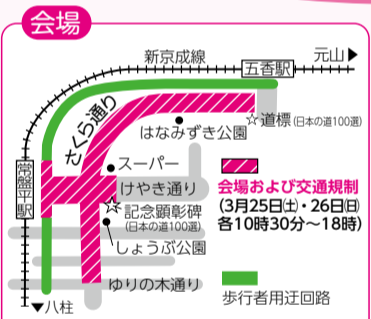 会場
新京成線
元山▶
五香駅
さくら通り
☆道標(日本の道100選)
はなみずき公園
スーパー
常盤平駅
けやき通り
記念顕彰碑
(日本の道100選)
しょうぶ公園
ゆりの木通り
▼八柱
会場および交通規制
(3月25日㈯・26日㈰
各10時30分〜18時)
歩行者用迂回路